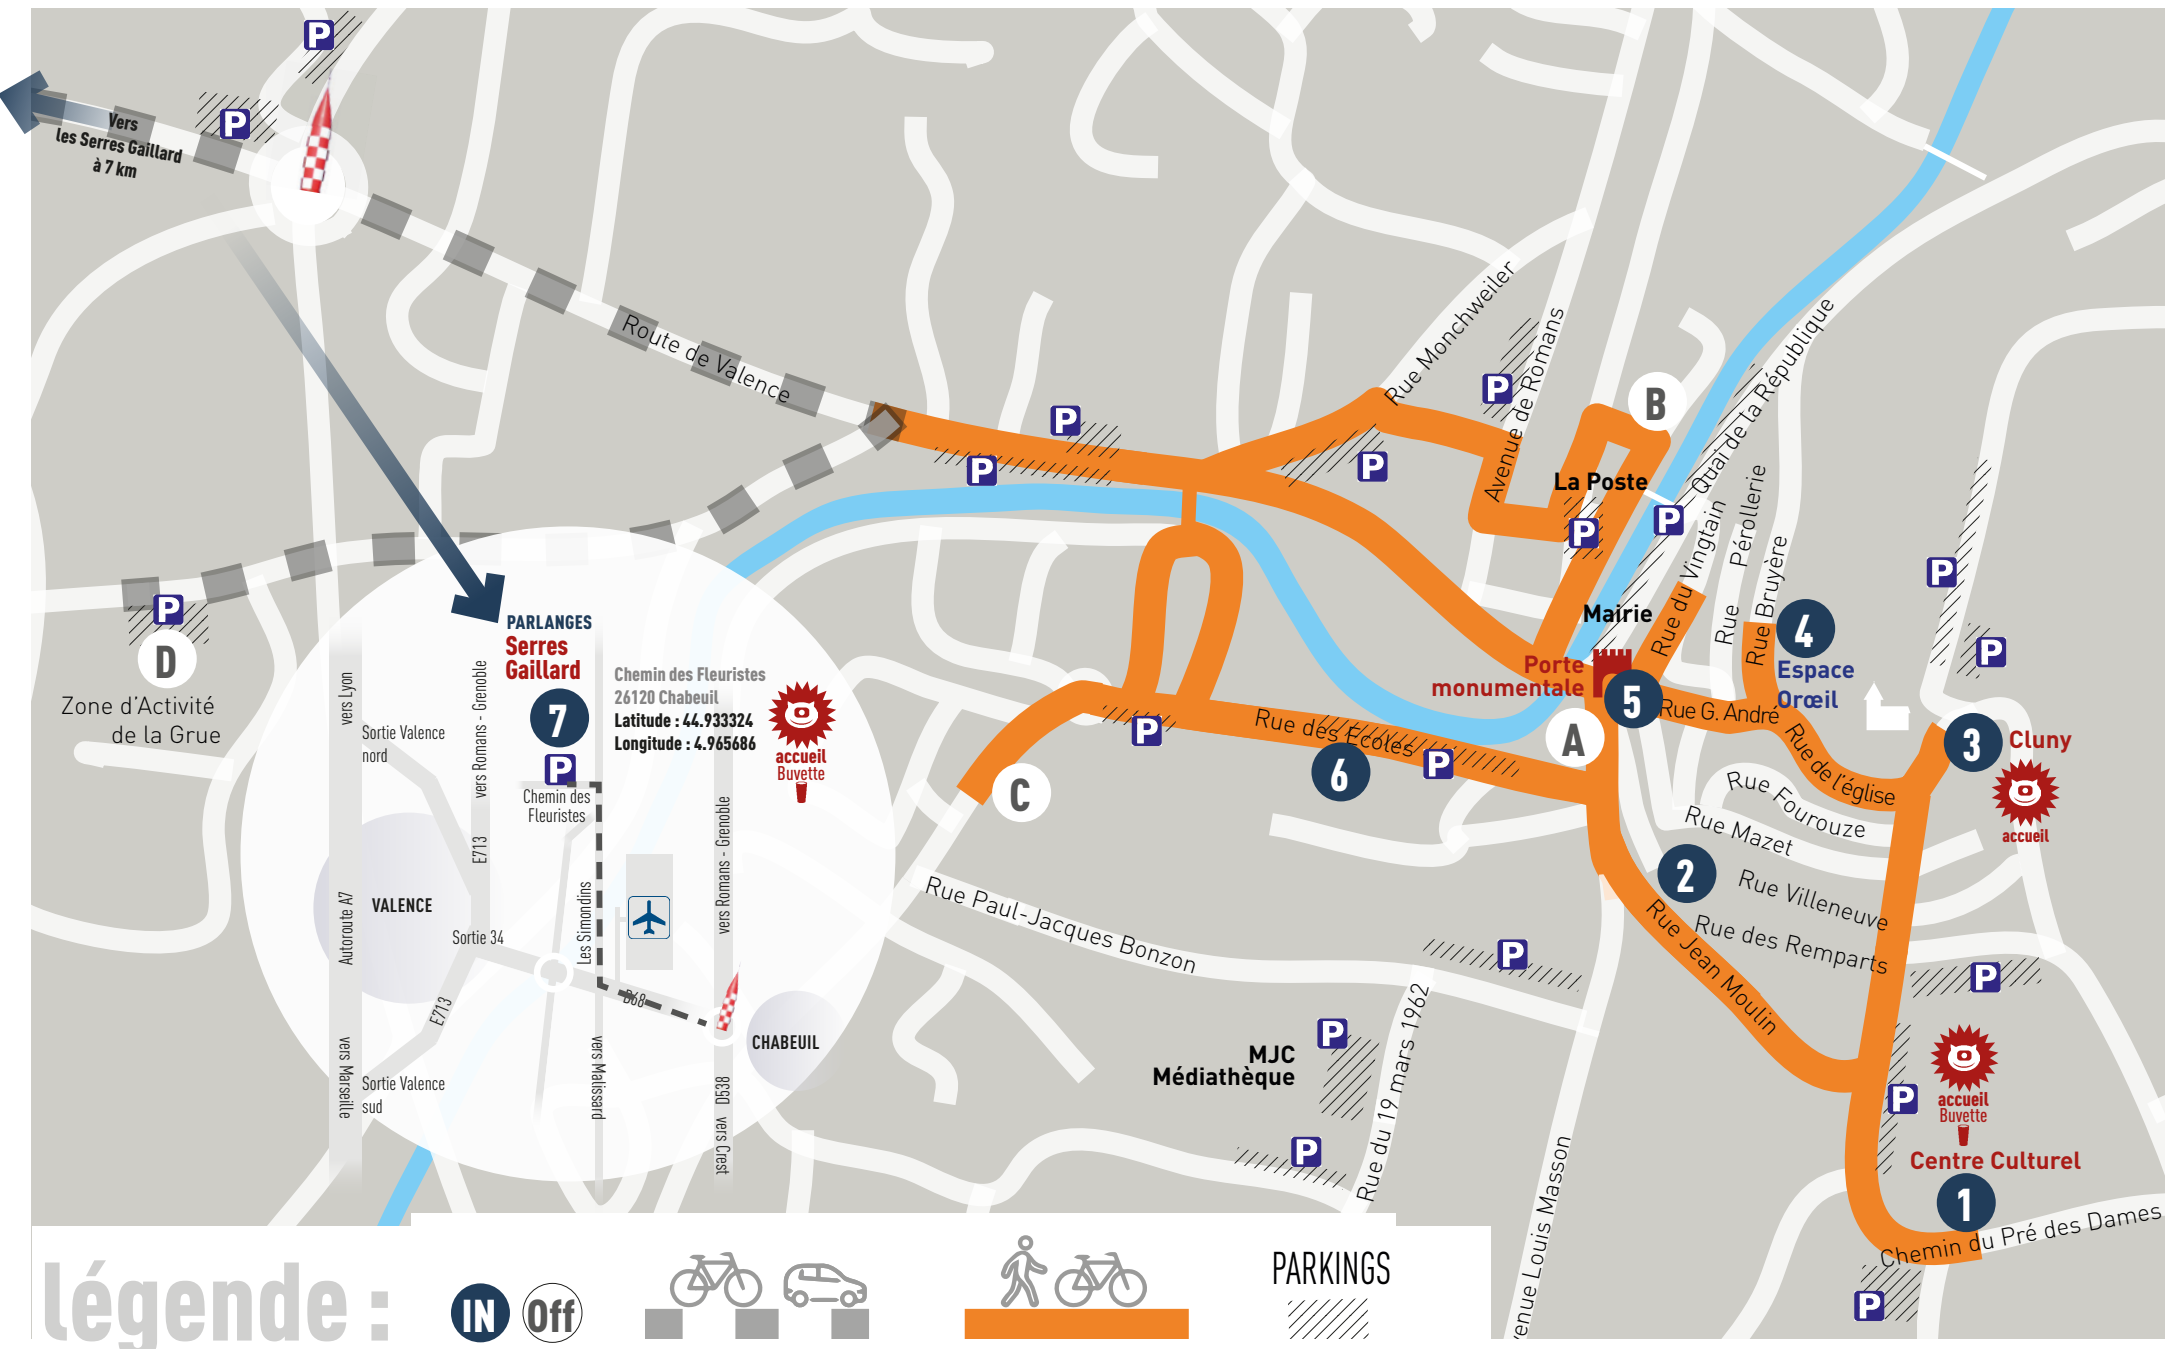 P
P
Vers
les Serres Gaillard
à 7 km
Route de Valence
P
P
Rue Monchweiler
P
P
Avenue de Romans
B
La Poste
P
P
Quai de la République
Rue du Vingtain
Rue Pérollerie
Rue Bruyère
Mairie
Porte
monumentale
5
4
Espace
Orœil
P
P
P
D
Zone d'Activité
de la Grue
PARLANGES
Serres
Gaillard
7
P
Chemin des
Fleuristes
Chemin des Fleuristes
26120 Chabeuil
Latitude : 44.933324
Longitude : 4.965686
accueil
Buvette
vers Lyon
Sortie Valence
nord
vers Romans - Grenoble
E713
VALENCE
Autoroute A7
Sortie 34
Les Simondins
vers Romans - Grenoble
D68
E713
CHABEUIL
vers Marseille
Sortie Valence
sud
vers Malissard
D538
vers Crest
P
Rue des Ecoles
6
P
A
C
Rue G. André
Rue de l'église
3
Cluny
accueil
Rue Fourouze
Rue Mazet
2
Rue Villeneuve
Rue des Remparts
Rue Jean Moulin
Rue Paul-Jacques Bonzon
P
P
MJC
Médiathèque
P
P
Rue du 19 mars 1962
P
accueil
Buvette
Centre Culturel
1
Chemin du Pré des Dames
P
enue Louis Masson
légende :
IN
Off
PARKINGS